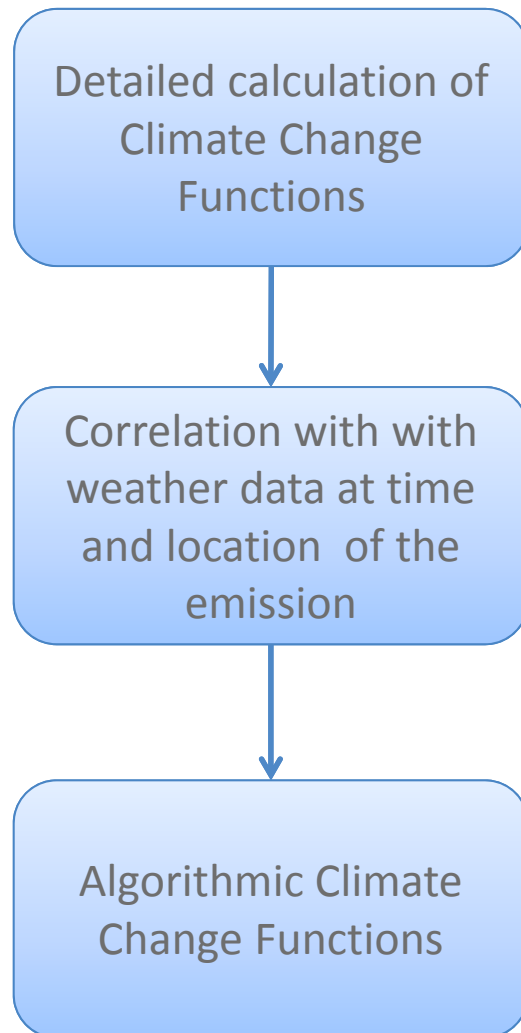 Detailed calculation of
Climate Change
Functions
Correlation with with
weather data at time
and location of the
emission
Algorithmic Climate
Change Functions